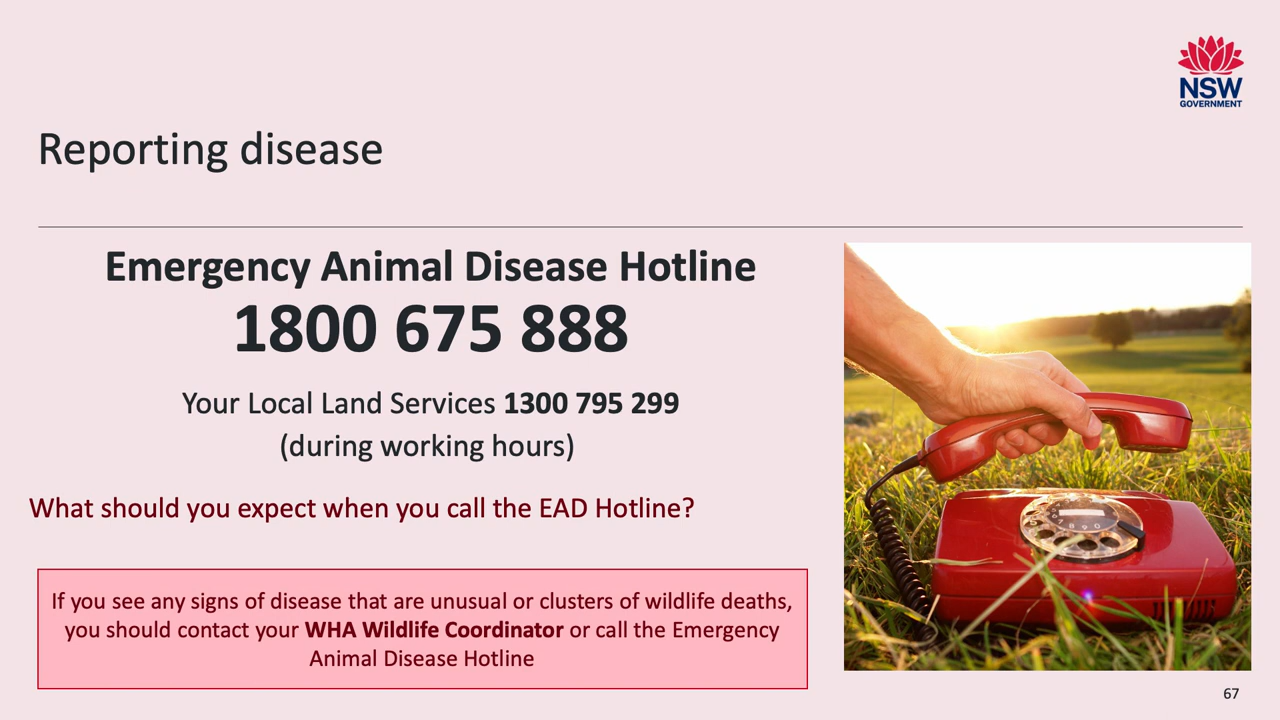 NSW
GOVERNMENT
Reporting disease
Emergency Animal Disease Hotline
1800 675 888
Your Local Land Services 1300 795 299
(during working hours)
What should you expect when you call the EAD Hotline?
If you see any signs of disease that are unusual or clusters of wildlife deaths,
you should contact your WHA Wildlife Coordinator or call the Emergency
Animal Disease Hotline
67